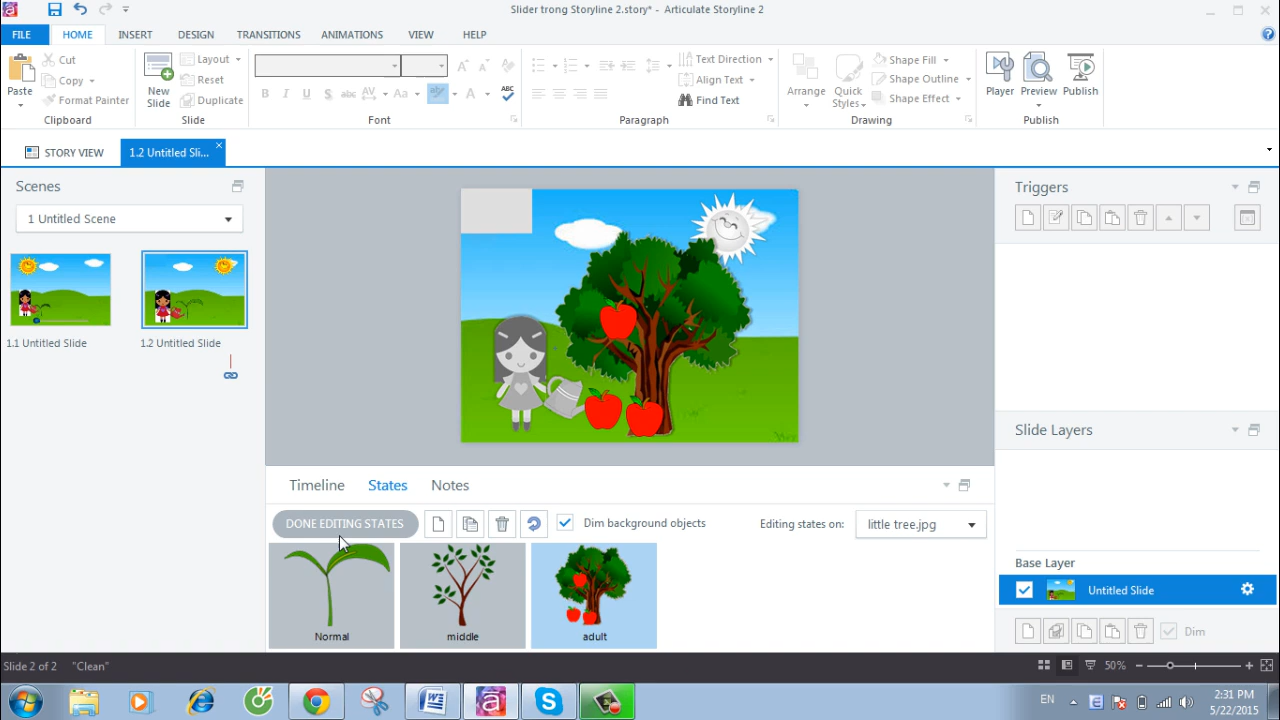 Slider trong Storyline 2.story* - Articulate Storyline 2
FILE HOME INSERT DESIGN TRANSITIONS ANIMATIONS VIEW HELP
Paste
Cut
Copy
Format Painter
Clipboard
New Slide
Layout
Reset
Duplicate
Slide
B I U S abc AV Aa A
Font
ABC
Text Direction
Align Text
Find Text
Paragraph
Arrange
Quick Styles
Shape Fill
Shape Outline
Shape Effect
Drawing
Player Preview Publish
Publish
STORY VIEW 1.2 Untitled Sli...
Scenes
1 Untitled Scene
1.1 Untitled Slide 1.2 Untitled Slide
Triggers
Slide Layers
Base Layer
Untitled Slide
Dim
Timeline States Notes
DONE EDITING STATES Dim background objects Editing states on: little tree.jpg
Normal middle adult
Slide 2 of 2 "Clean" 50%
EN 2:31 PM
5/22/2015